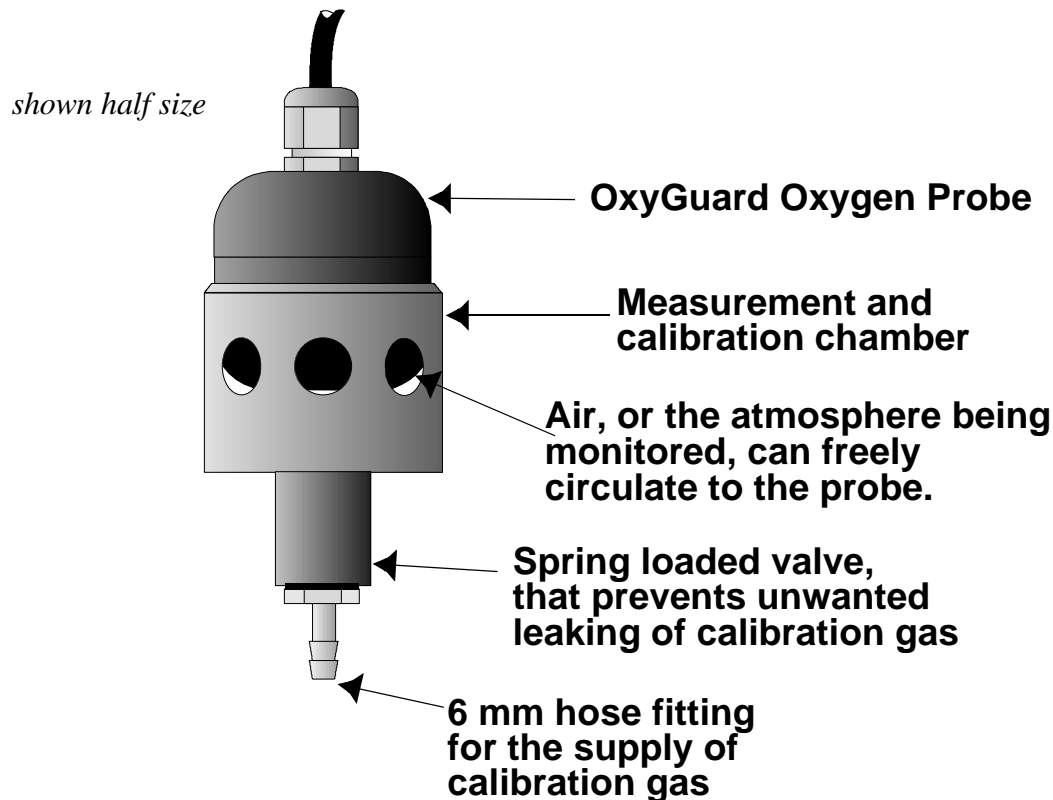 shown half size
OxyGuard Oxygen Probe
Measurement and
calibration chamber
Air, or the atmosphere being
monitored, can freely
circulate to the probe.
Spring loaded valve,
that prevents unwanted
leaking of calibration gas
6 mm hose fitting
for the supply of
calibration gas